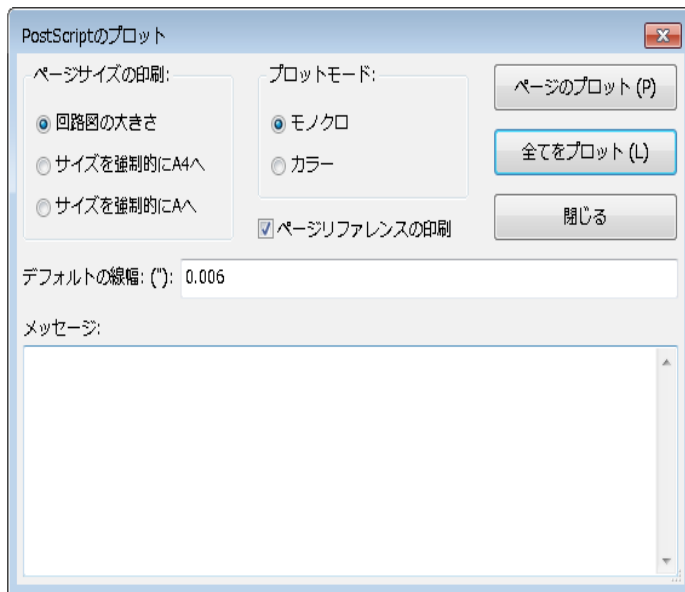 PostScriptのプロット
ページサイズの印刷:
回路図の大きさ
サイズを強制的にA4へ
サイズを強制的にAへ
プロットモード:
モノクロ
カラー
ページリファレンスの印刷
ページのプロット (P)
全てをプロット (L)
閉じる
デフォルトの線幅: ("): 0.006
メッセージ: